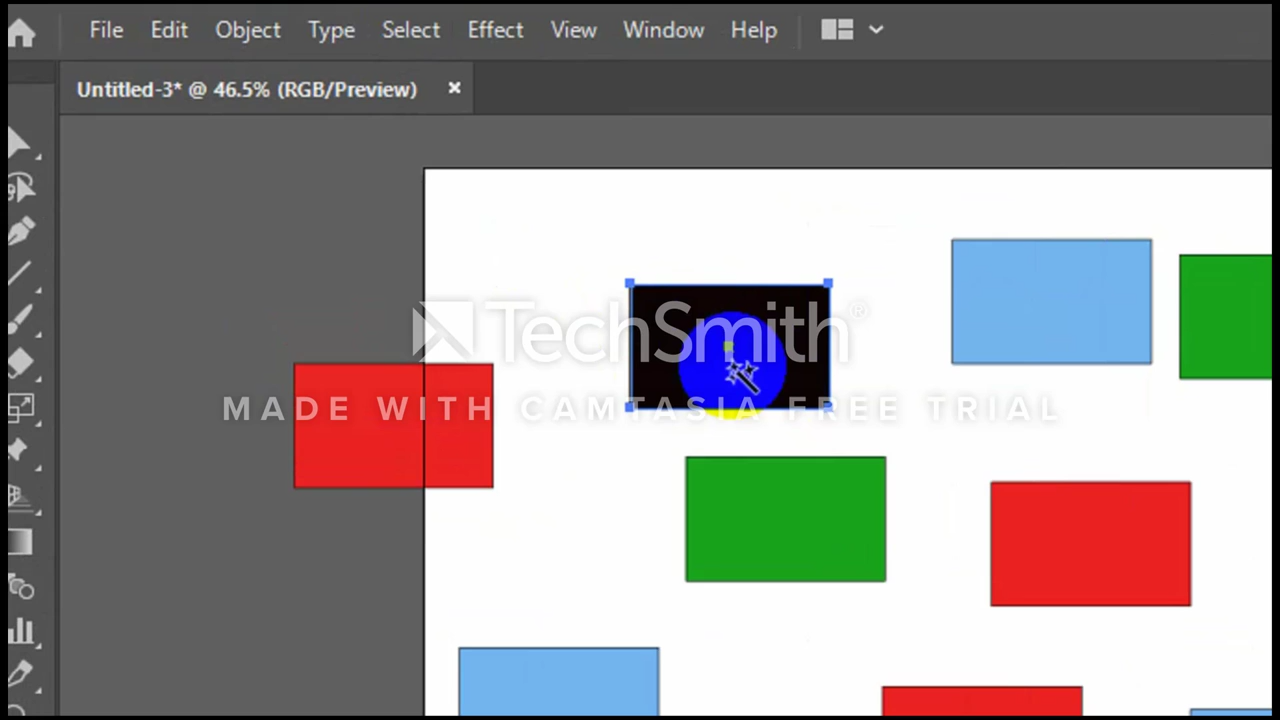 File Edit Object Type Select Effect View Window Help
Untitled-3* @ 46.5% (RGB/Preview) ×
TechSmith®
MADE WITH CAMTASIA FREE TRIAL